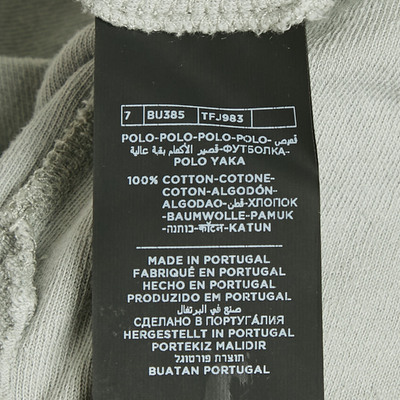 7 BU385 TFJ983
POLO-POLO-POLO-POLO-قميص
قصير الأكمام بقبة عالية-ФУТБОЛКА-
POLO YAKA
100% COTTON-COTONE-
COTON-ALGODÓN-
ALGODAO-قطن-ХЛОПОК
-BAUMWOLLE-PAMUK
-כותנה-कॉटन-KATUN
MADE IN PORTUGAL
FABRIQUÉ EN PORTUGAL
HECHO EN PORTUGAL
PRODUZIDO EM PORTUGAL
صنع في البرتغال
СДЕЛАНО В ПОРТУГА́ЛИЯ
HERGESTELLT IN PORTUGAL
PORTEKIZ MALIDIR
תוצרת פורטוגל
BUATAN PORTUGAL